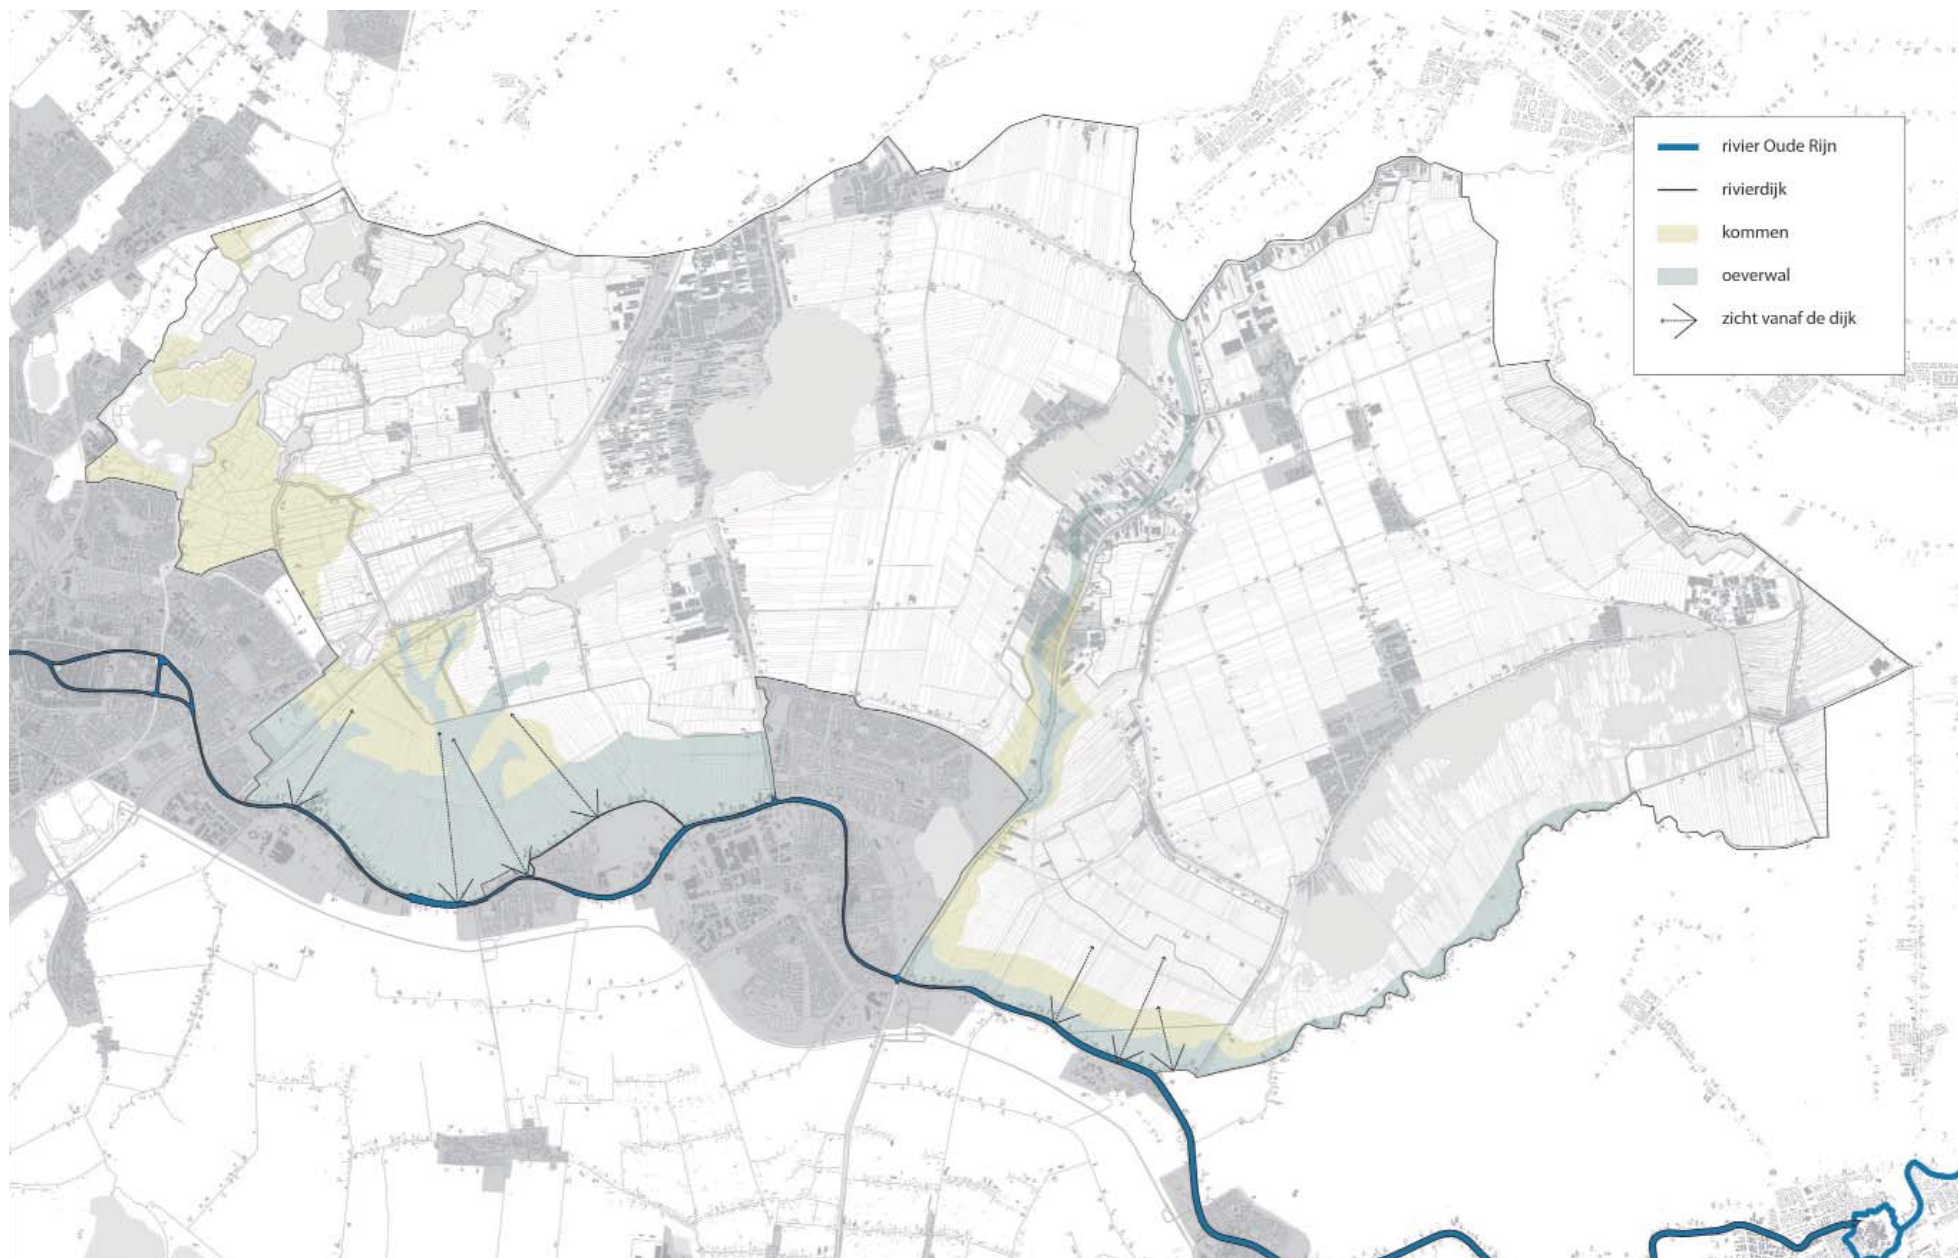 rivier Oude Rijn
rivierdijk
kommen
oeverwal
zicht vanaf de dijk